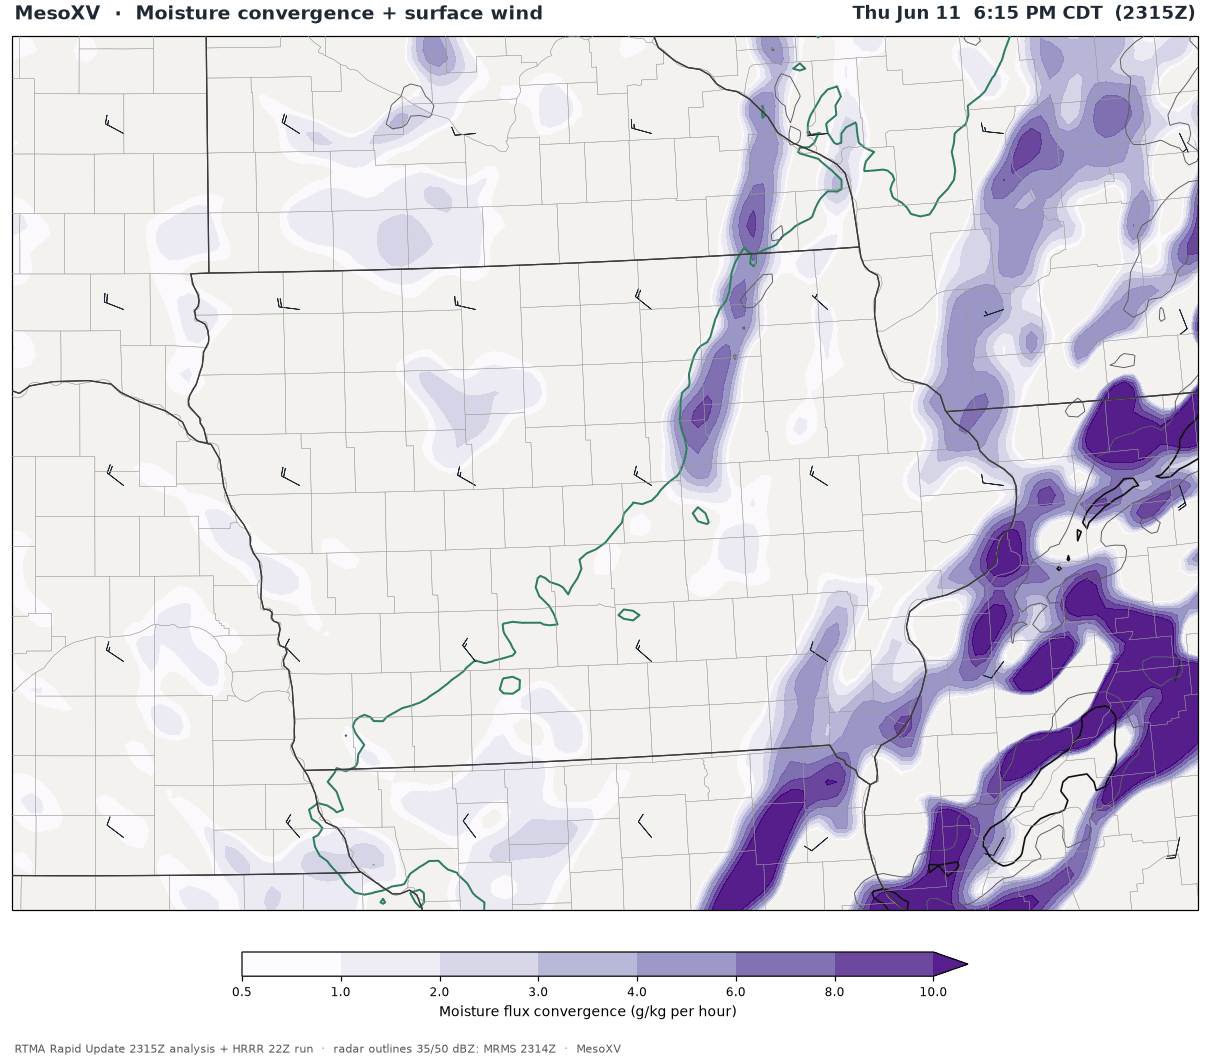 MesoXV · Moisture convergence + surface wind
Thu Jun 11 6:15 PM CDT (2315Z)
0.5 1.0 2.0 3.0 4.0 6.0 8.0 10.0
Moisture flux convergence (g/kg per hour)
RTMA Rapid Update 2315Z analysis + HRRR 22Z run · radar outlines 35/50 dBZ: MRMS 2314Z · MesoXV